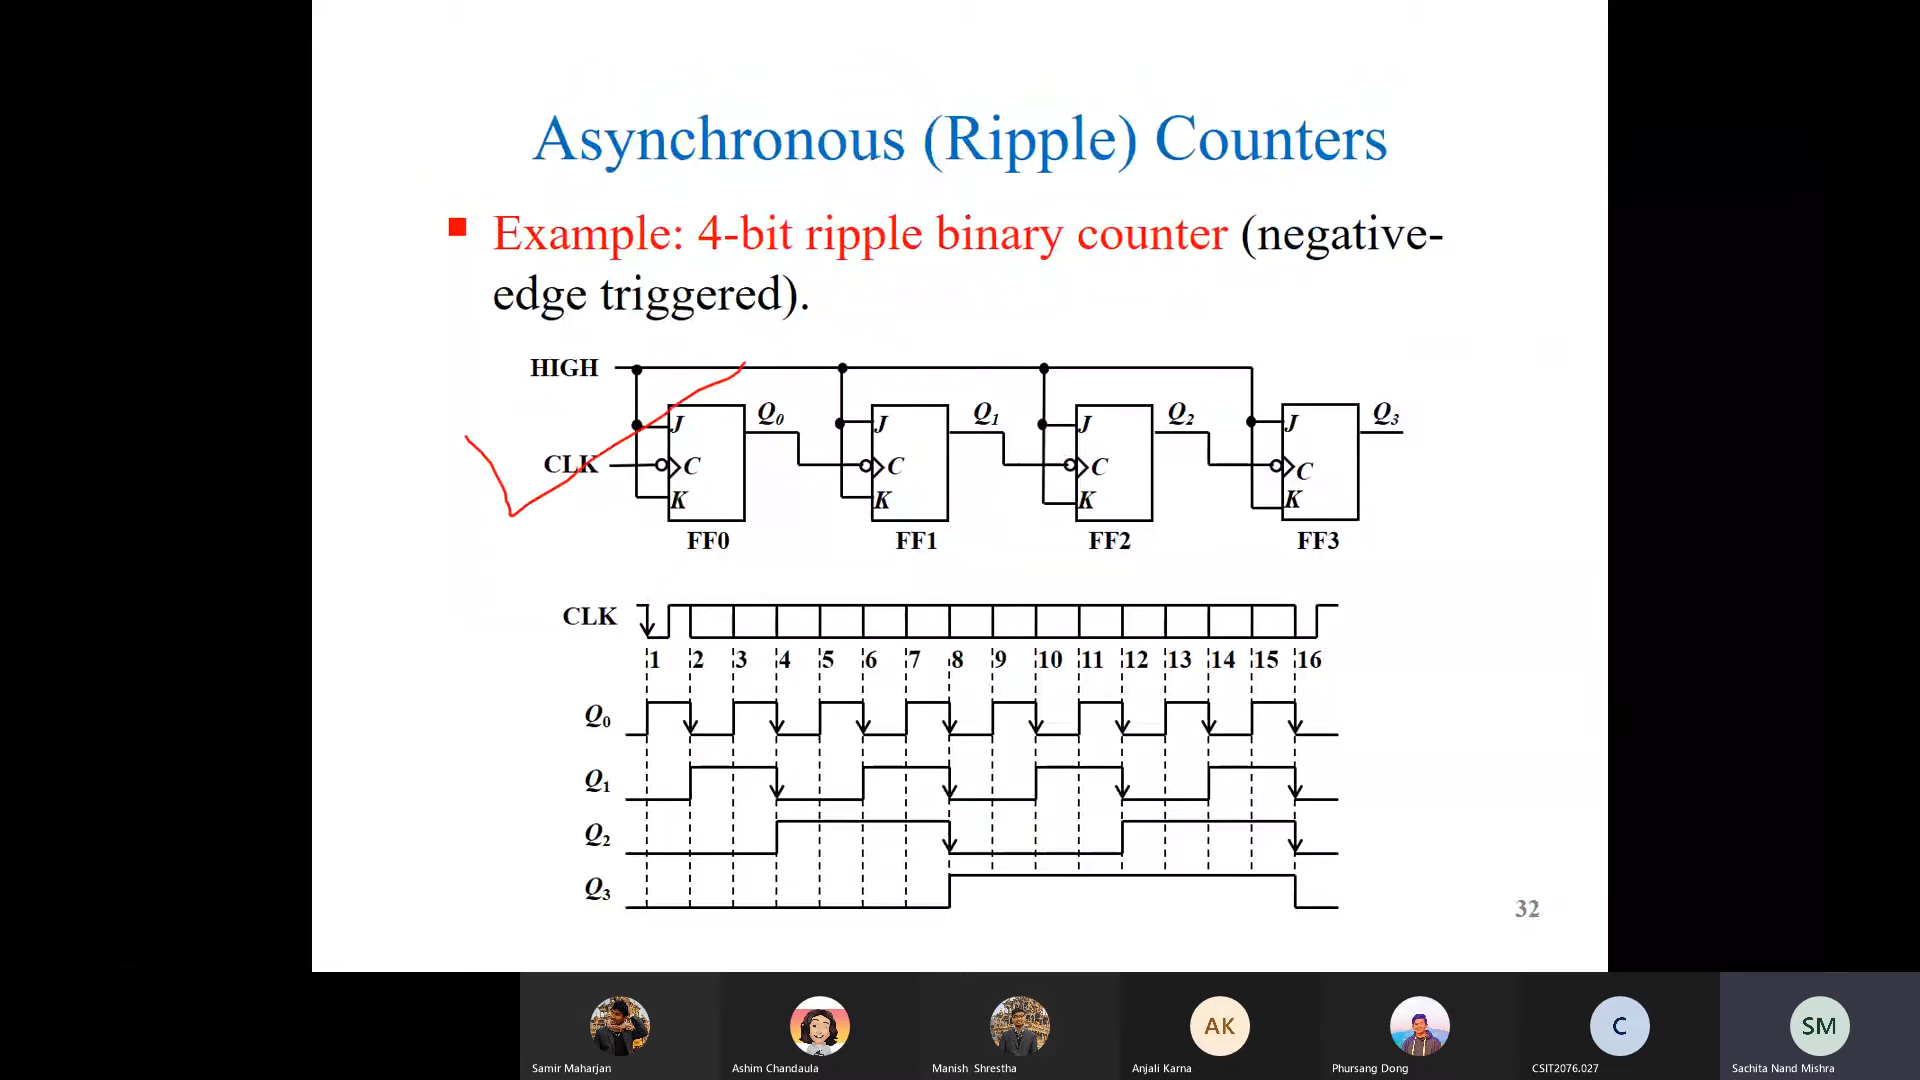 Asynchronous (Ripple) Counters
Example: 4-bit ripple binary counter (negative-
edge triggered).
HIGH
J Q0 J Q1 J Q2 J Q3
CLK C C C C
K K K K
FF0 FF1 FF2 FF3
CLK
1 2 3 4 5 6 7 8 9 10 11 12 13 14 15 16
Q0
Q1
Q2
Q3
32
AK C SM
Samir Maharjan Ashim Chandaula Manish Shrestha Anjali Karna Phursang Dong CSIT2076.027 Sachita Nand Mishra